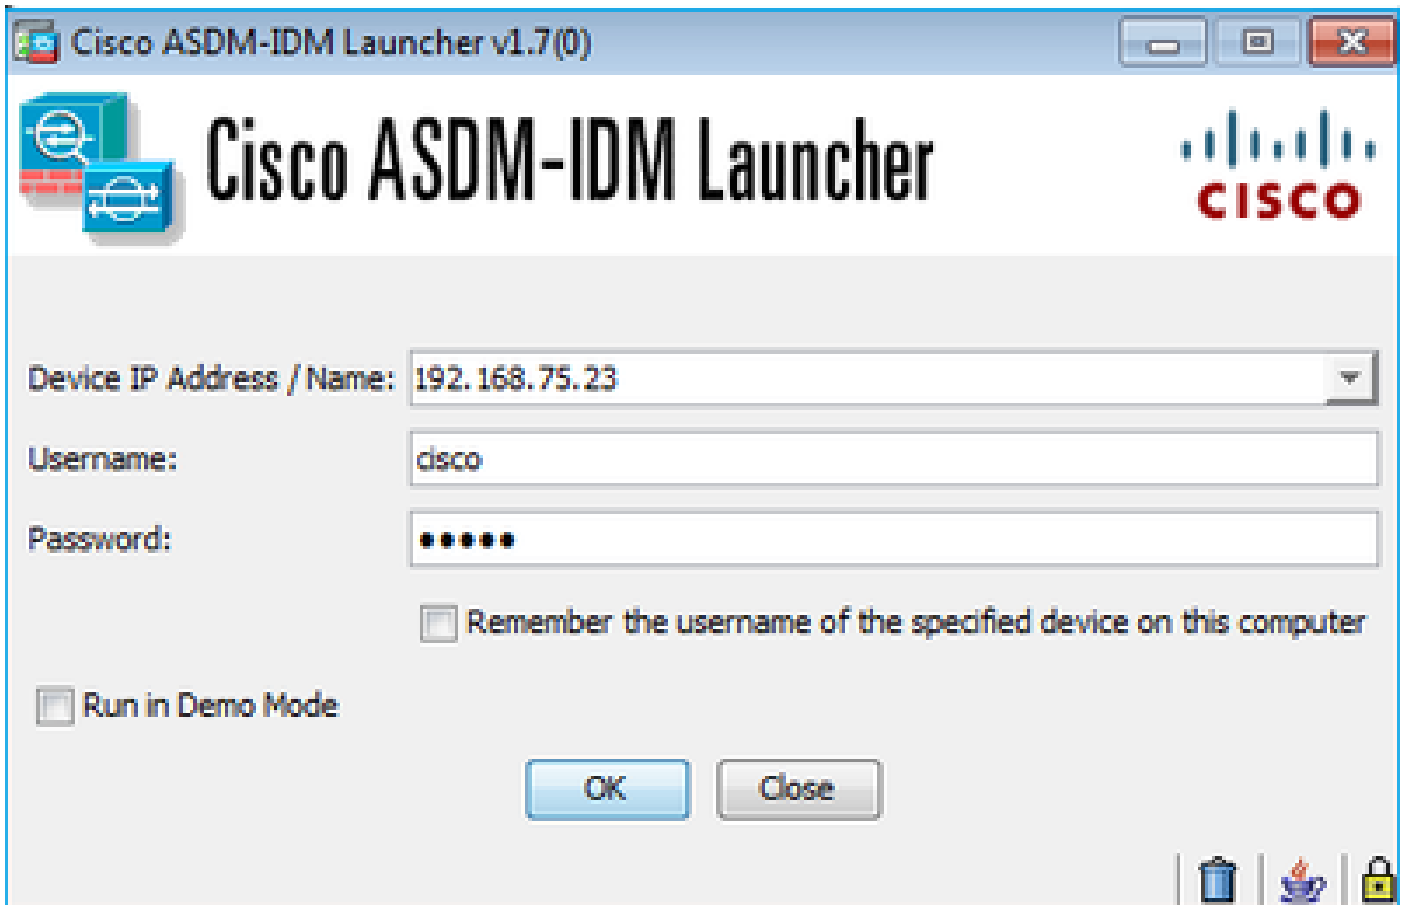 Cisco ASDM-IDM Launcher v1.7(0)
Cisco ASDM-IDM Launcher
CISCO
Device IP Address / Name: 192.168.75.23
Username: cisco
Password: •••••
Remember the username of the specified device on this computer
Run in Demo Mode
OK Close